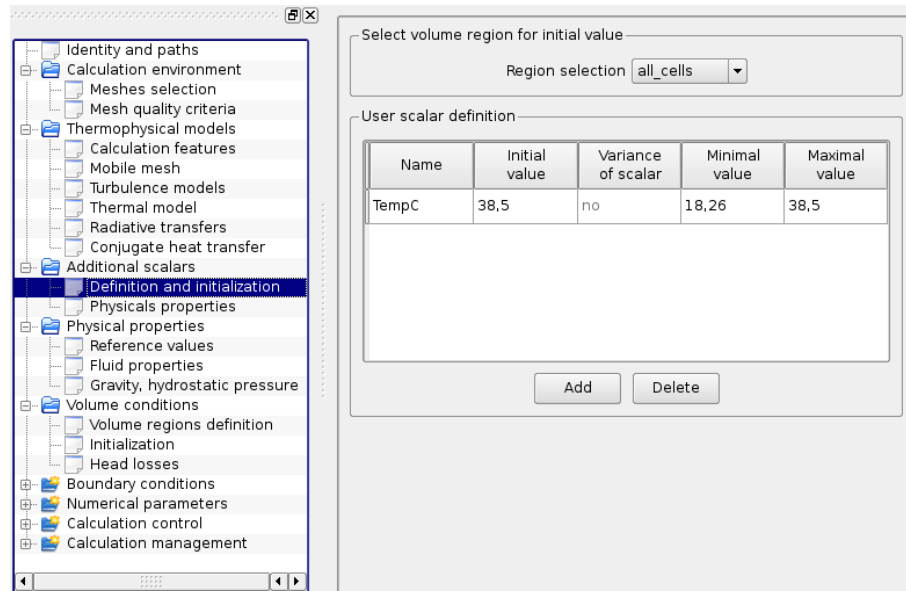 Identity and paths
Calculation environment
Meshes selection
Mesh quality criteria
Thermophysical models
Calculation features
Mobile mesh
Turbulence models
Thermal model
Radiative transfers
Conjugate heat transfer
Additional scalars
Definition and initialization
Physicals properties
Physical properties
Reference values
Fluid properties
Gravity, hydrostatic pressure
Volume conditions
Volume regions definition
Initialization
Head losses
Boundary conditions
Numerical parameters
Calculation control
Calculation management
Select volume region for initial value
Region selection all_cells
User scalar definition
Name Initial value Variance of scalar Minimal value Maximal value
TempC 38,5 no 18,26 38,5
Add Delete